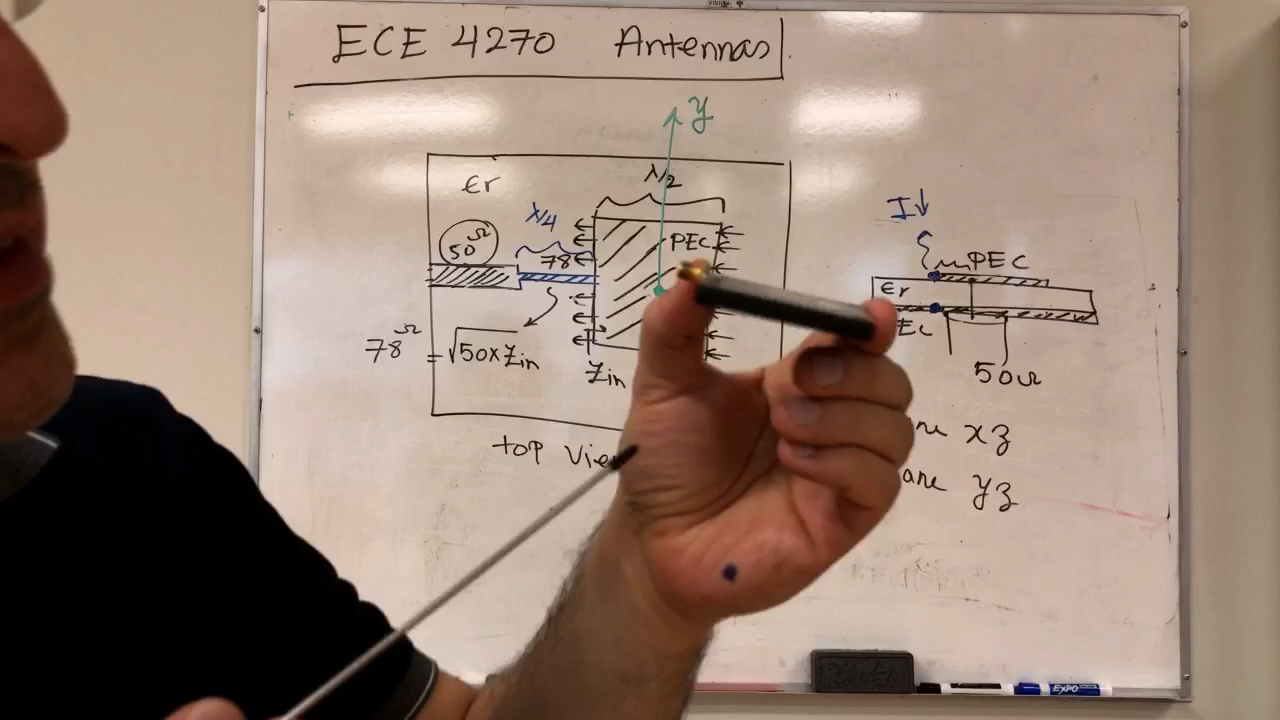 ECE 4270 Antennas
y
λ/2
εr
λ/4
50Ω
78
PEC
78Ω = √50×Zin
Zin
top
I↓
PEC
εr
50Ω
xz
yz
EXPO